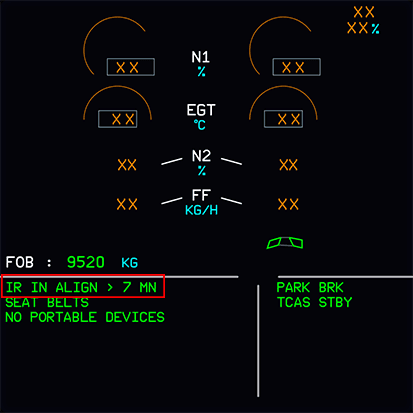 XX
XX%
XX N1 XX
%
XX EGT XX
°C
XX N2 XX
%
XX FF XX
KG/H
FOB : 9520 KG
IR IN ALIGN > 7 MN
SEAT BELTS
NO PORTABLE DEVICES
PARK BRK
TCAS STBY